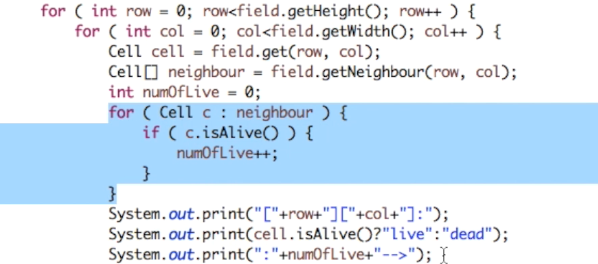 for ( int row = 0; row<field.getHeight(); row++ ) {
for ( int col = 0; col<field.getWidth(); col++ ) {
Cell cell = field.get(row, col);
Cell[] neighbour = field.getNeighbour(row, col);
int numOfLive = 0;
for ( Cell c : neighbour ) {
if ( c.isAlive() ) {
numOfLive++;
}
}
System.out.print("["+row+"]["+col+"]:");
System.out.print(cell.isAlive()?"live":"dead");
System.out.print(":"+numOfLive+"-->");